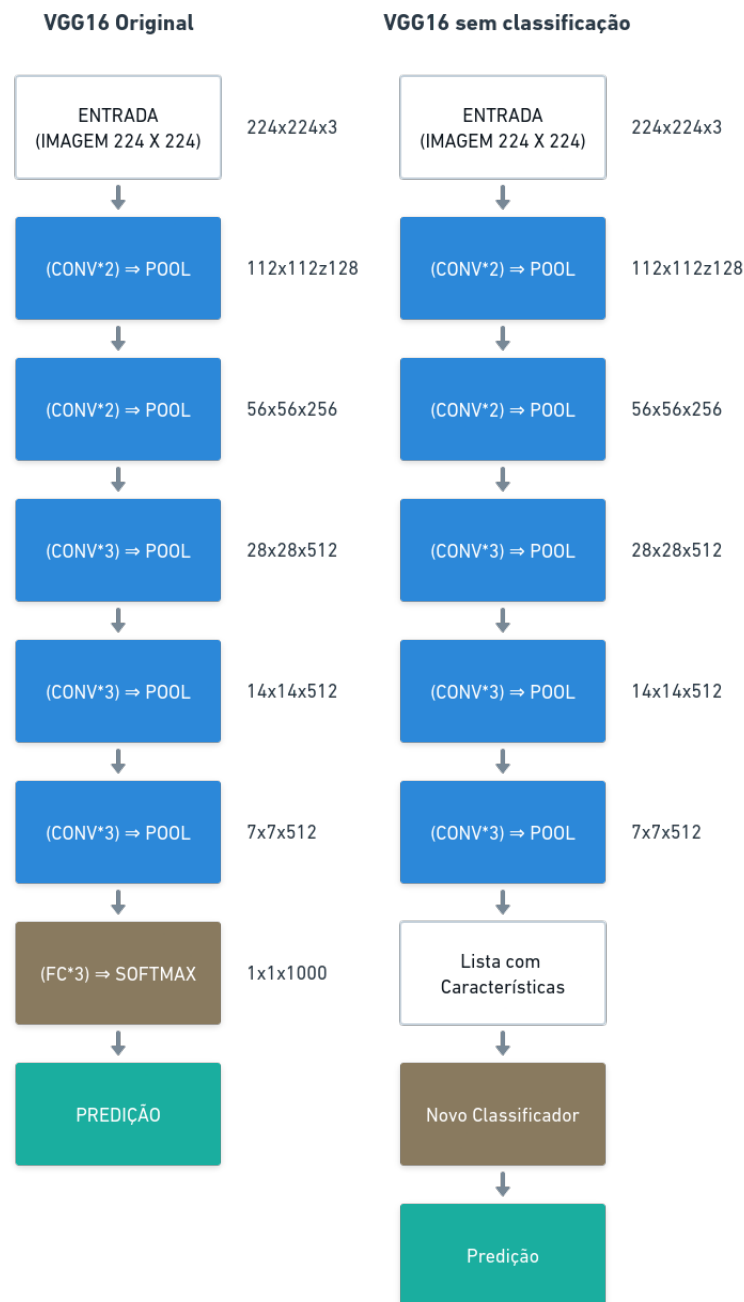 VGG16 Original
ENTRADA
(IMAGEM 224 X 224)
224x224x3
(CONV*2) ⇒ POOL
112x112z128
(CONV*2) ⇒ POOL
56x56x256
(CONV*3) ⇒ POOL
28x28x512
(CONV*3) ⇒ POOL
14x14x512
(CONV*3) ⇒ POOL
7x7x512
(FC*3) ⇒ SOFTMAX
1x1x1000
PREDIÇÃO
VGG16 sem classificação
ENTRADA
(IMAGEM 224 X 224)
224x224x3
(CONV*2) ⇒ POOL
112x112z128
(CONV*2) ⇒ POOL
56x56x256
(CONV*3) ⇒ POOL
28x28x512
(CONV*3) ⇒ POOL
14x14x512
(CONV*3) ⇒ POOL
7x7x512
Lista com
Características
Novo Classificador
Predição